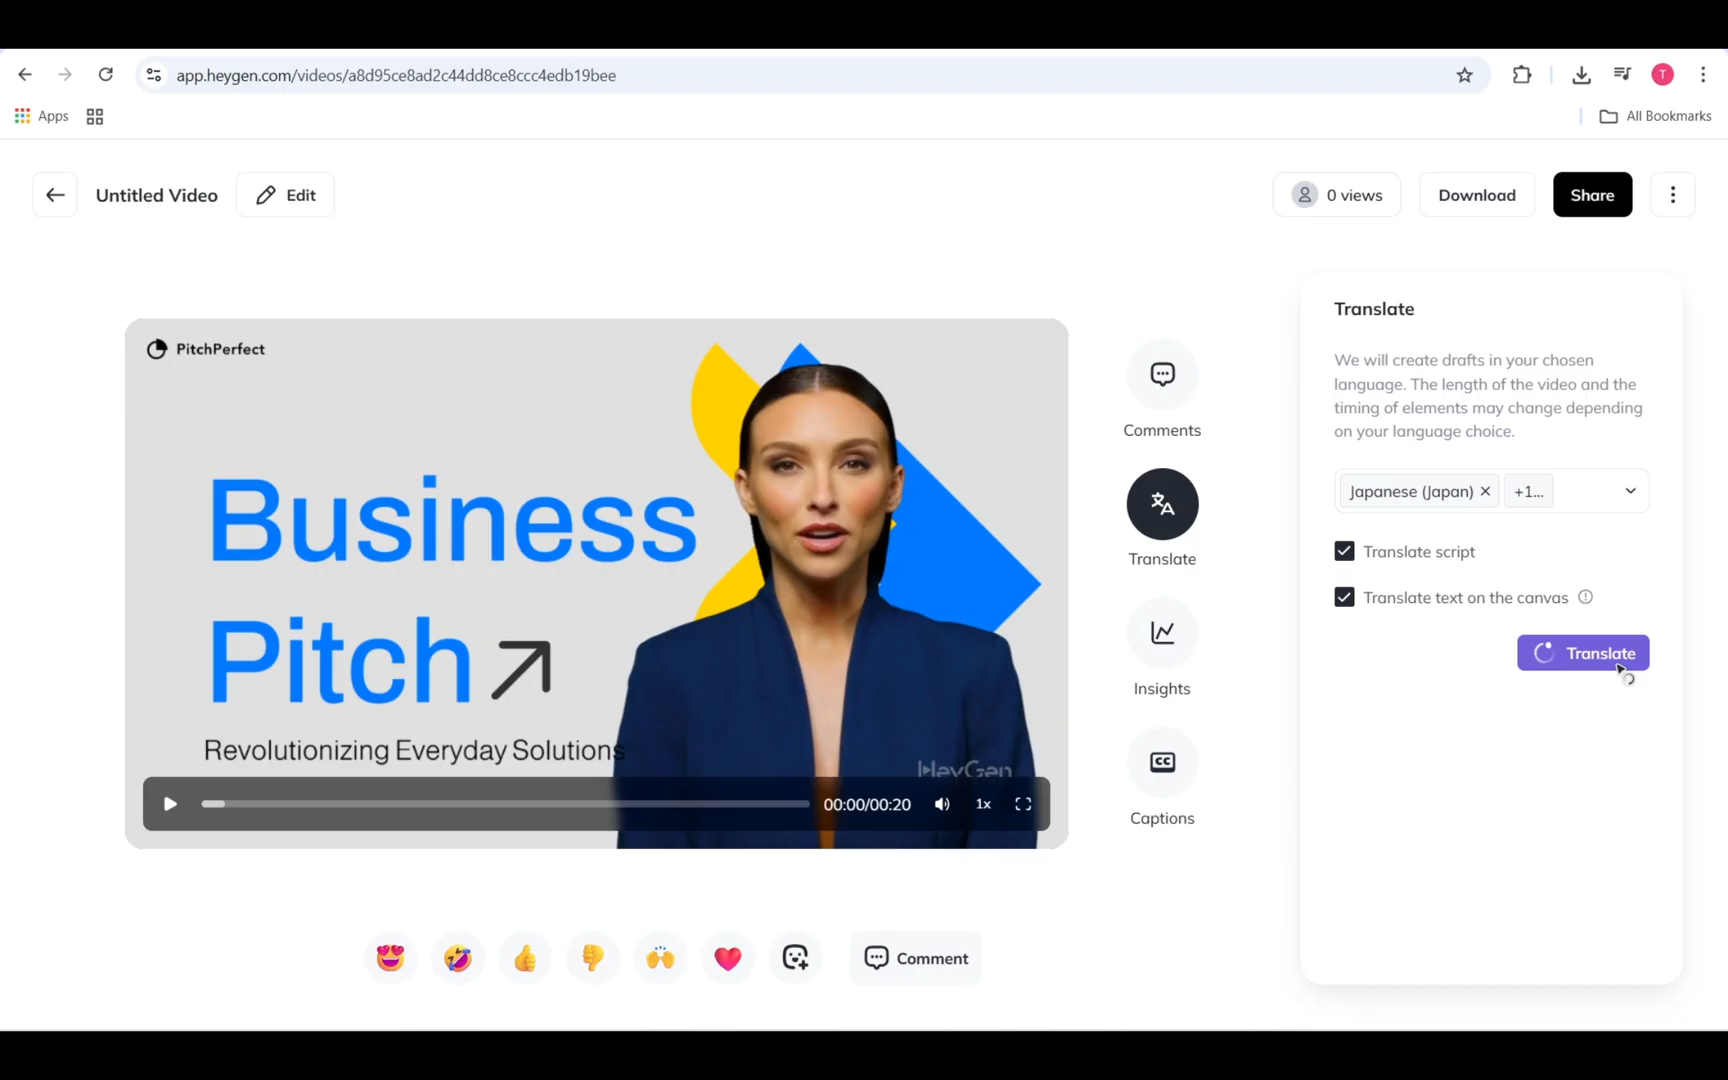 app.heygen.com/videos/a8d95ce8ad2c44dd8ce8ccc4edb19bee
T
Apps
All Bookmarks
Untitled Video
Edit
0 views
Download
Share
Translate
We will create drafts in your chosen
language. The length of the video and the
timing of elements may change depending
on your language choice.
Japanese (Japan)
+1...
Translate script
Translate text on the canvas
Translate
PitchPerfect
Business
Pitch
Revolutionizing Everyday Solutions
HeyGen
00:00/00:20
1x
Comments
Translate
Insights
CC
Captions
Comment